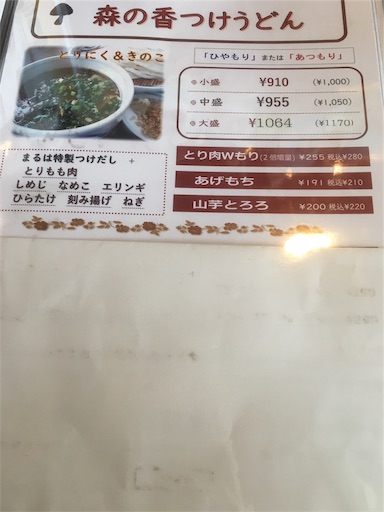 森の香つけうどん
とりにく＆きのこ
「ひやもり」または「あつもり」
◎小盛 ¥910 (¥1,000)
◎中盛 ¥955 (¥1,050)
◎大盛 ¥1064 (¥1170)
まるは特製つけだし +
とりもも肉
しめじ なめこ エリンギ
ひらたけ 刻み揚げ ねぎ
とり肉Wもり(2倍増量) ¥255 税込¥280
あげもち ¥191 税込¥210
山芋とろろ ¥200 税込¥220